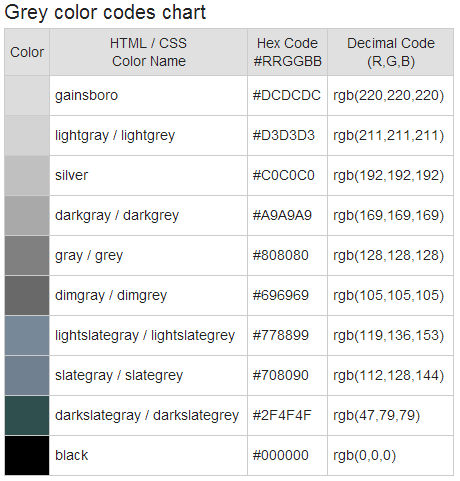 Grey color codes chart
Color
HTML / CSS
Color Name
Hex Code
#RRGGBB
Decimal Code
(R,G,B)
gainsboro #DCDCDC rgb(220,220,220)
lightgray / lightgrey #D3D3D3 rgb(211,211,211)
silver #C0C0C0 rgb(192,192,192)
darkgray / darkgrey #A9A9A9 rgb(169,169,169)
gray / grey #808080 rgb(128,128,128)
dimgray / dimgrey #696969 rgb(105,105,105)
lightslategray / lightslategrey #778899 rgb(119,136,153)
slategray / slategrey #708090 rgb(112,128,144)
darkslategray / darkslategrey #2F4F4F rgb(47,79,79)
black #000000 rgb(0,0,0)